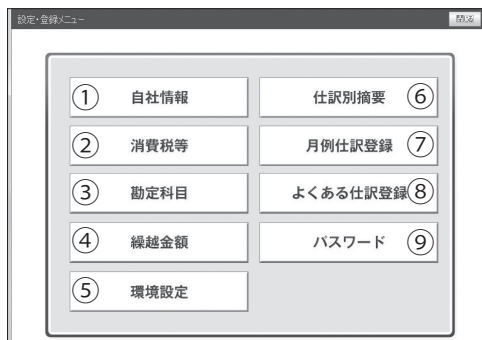 設定・登録メニュー
閉じる
① 自社情報
② 消費税等
③ 勘定科目
④ 繰越金額
⑤ 環境設定
仕訳別摘要 ⑥
月例仕訳登録 ⑦
よくある仕訳登録 ⑧
パスワード ⑨